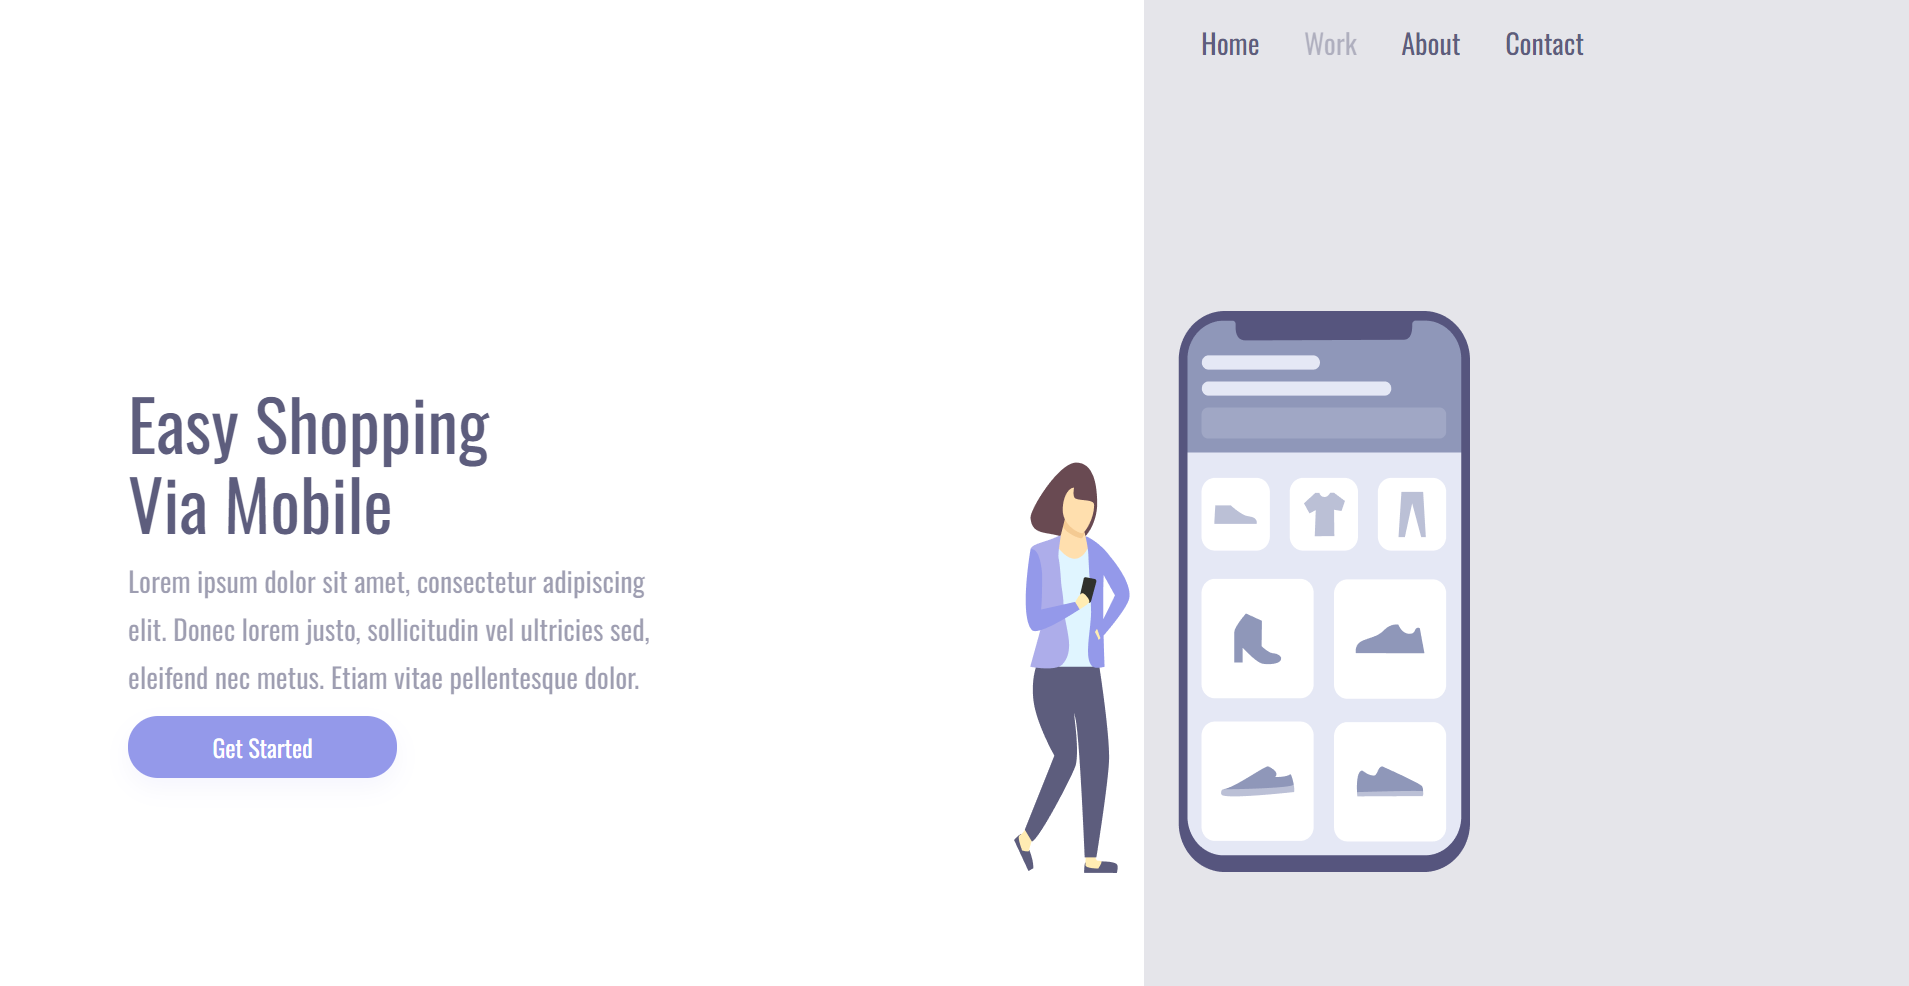 Home Work About Contact
Easy Shopping
Via Mobile
Lorem ipsum dolor sit amet, consectetur adipiscing
elit. Donec lorem justo, sollicitudin vel ultricies sed,
eleifend nec metus. Etiam vitae pellentesque dolor.
Get Started